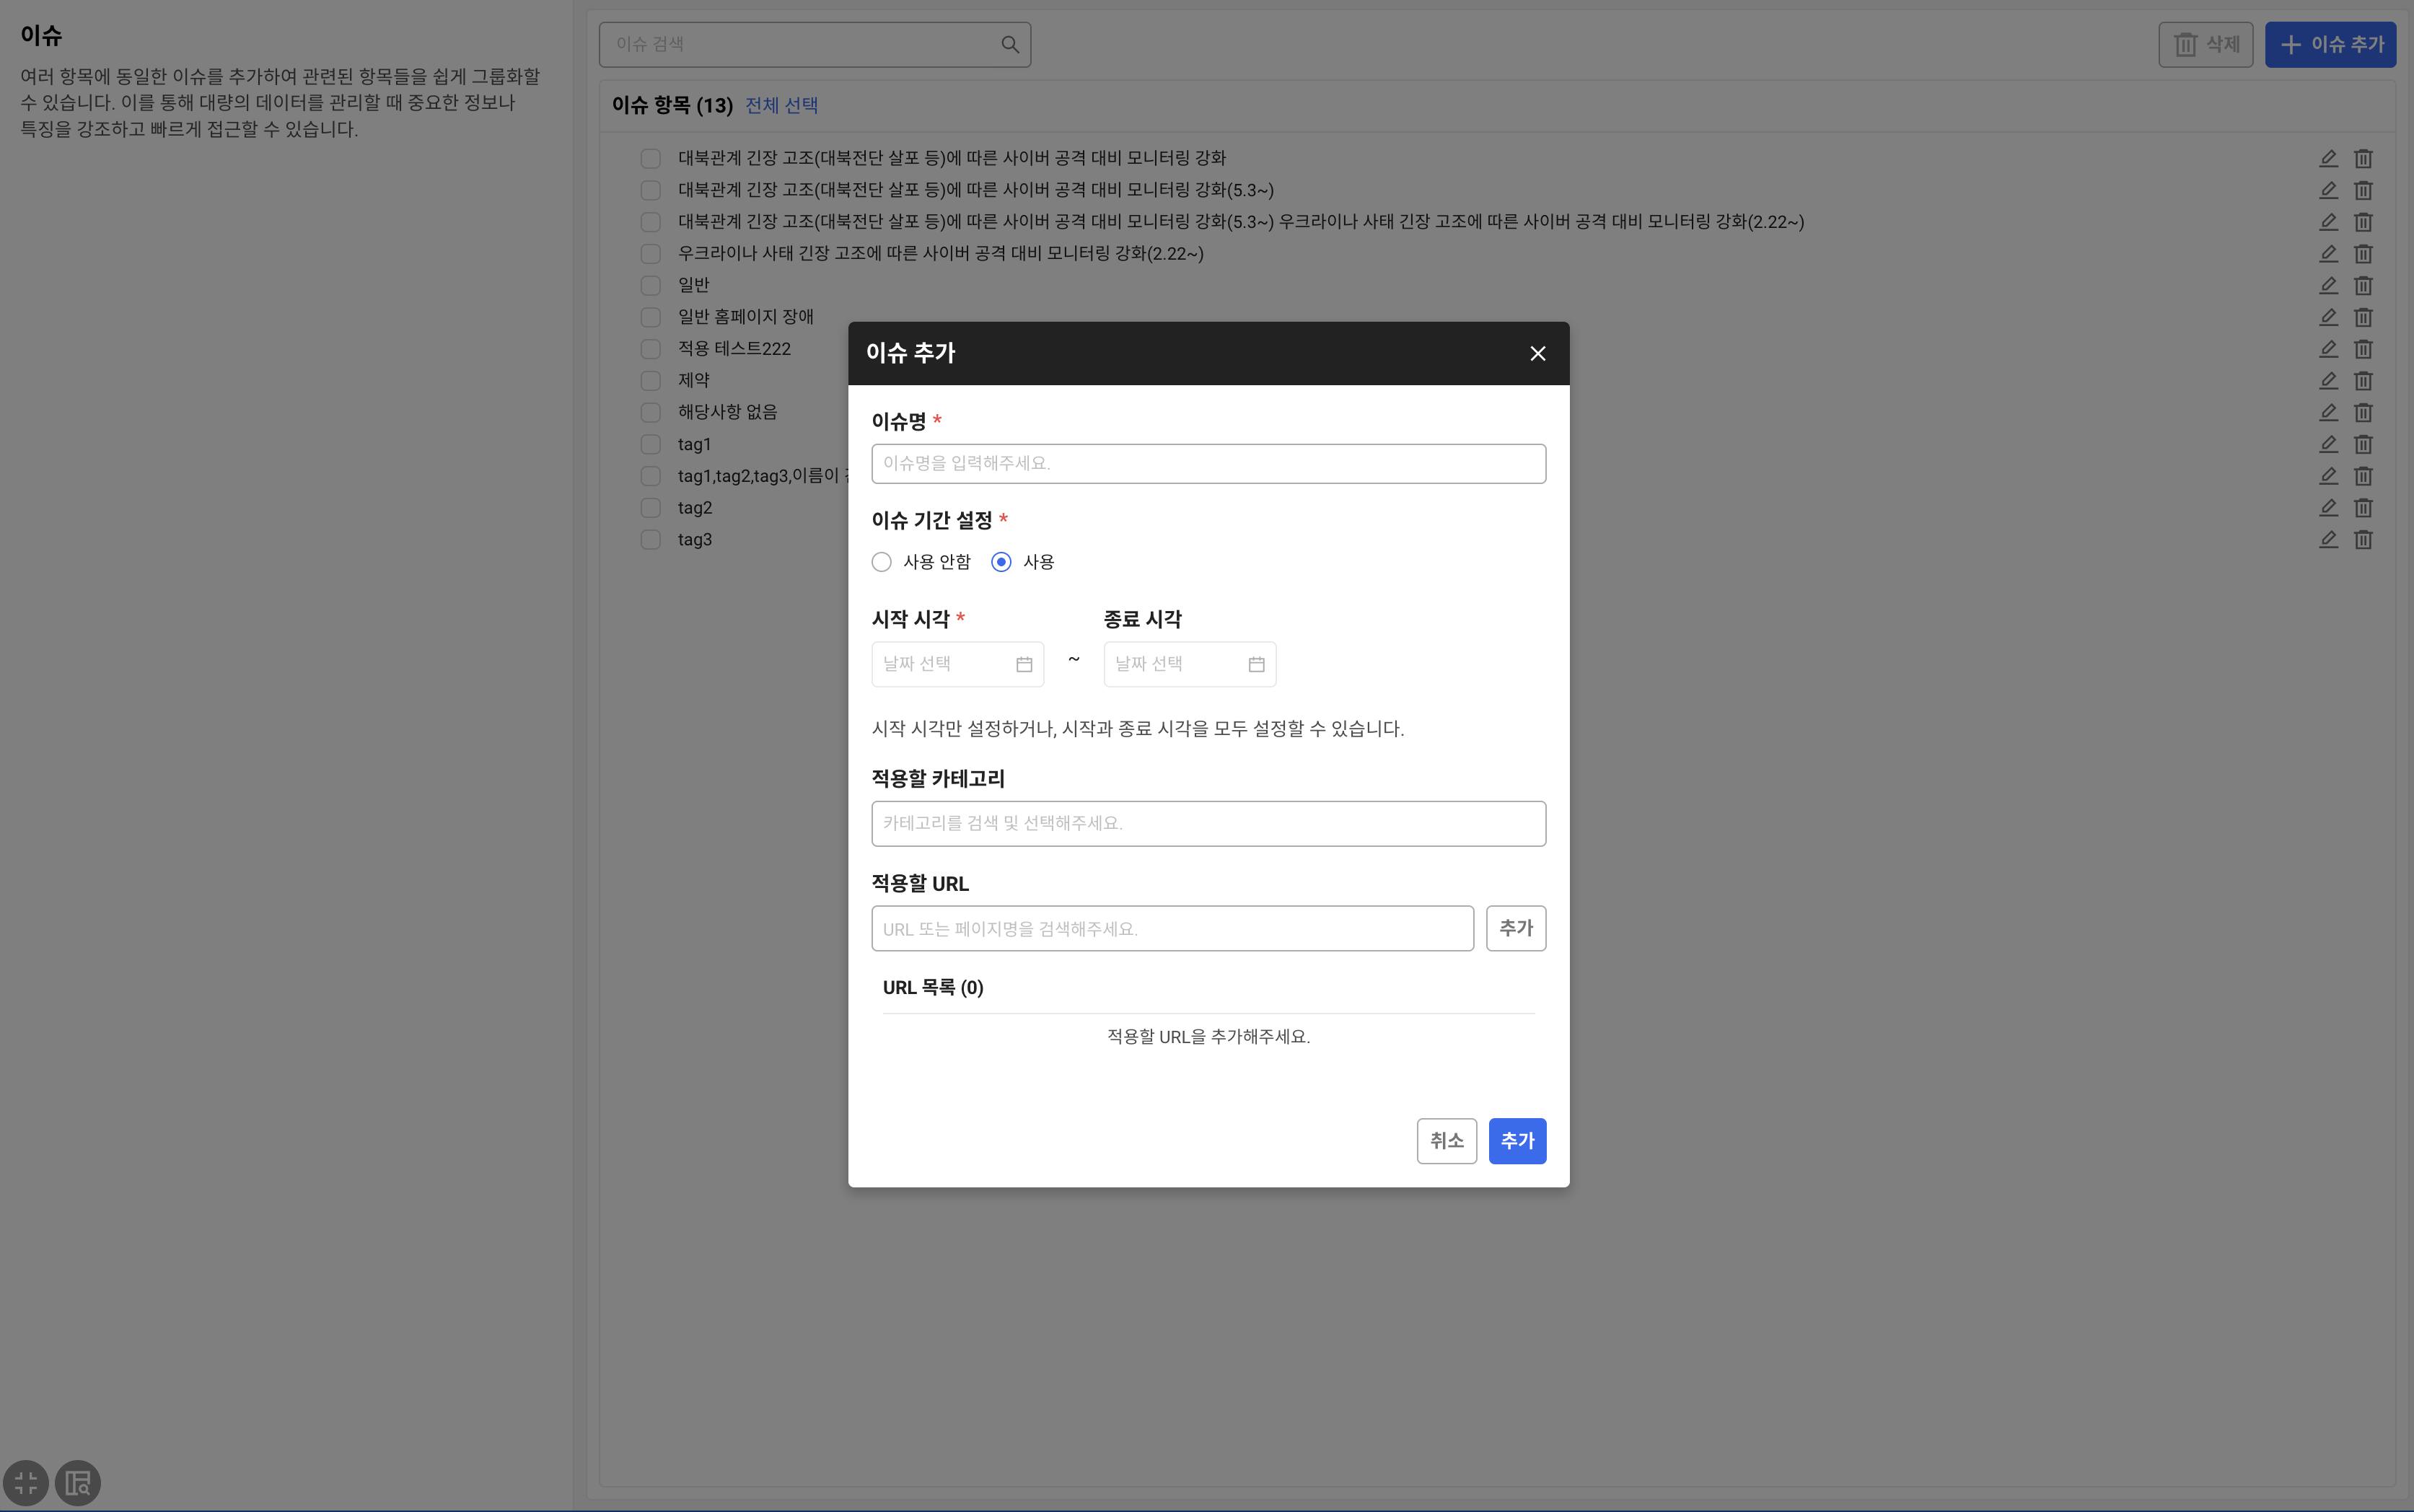 이슈
여러 항목에 동일한 이슈를 추가하여 관련된 항목들을 쉽게 그룹화할
수 있습니다. 이를 통해 대량의 데이터를 관리할 때 중요한 정보나
특징을 강조하고 빠르게 접근할 수 있습니다.
이슈 검색
삭제
이슈 추가
이슈 항목 (13) 전체 선택
대북관계 긴장 고조(대북전단 살포 등)에 따른 사이버 공격 대비 모니터링 강화
대북관계 긴장 고조(대북전단 살포 등)에 따른 사이버 공격 대비 모니터링 강화(5.3~)
대북관계 긴장 고조(대북전단 살포 등)에 따른 사이버 공격 대비 모니터링 강화(5.3~) 우크라이나 사태 긴장 고조에 따른 사이버 공격 대비 모니터링 강화(2.22~)
우크라이나 사태 긴장 고조에 따른 사이버 공격 대비 모니터링 강화(2.22~)
일반
일반 홈페이지 장애
적용 테스트222
제약
해당사항 없음
tag1
tag1,tag2,tag3,이름이
tag2
tag3
이슈 추가
이슈명 *
이슈명을 입력해주세요.
이슈 기간 설정 *
사용 안함 사용
시작 시각 * 종료 시각
날짜 선택 ~ 날짜 선택
시작 시각만 설정하거나, 시작과 종료 시각을 모두 설정할 수 있습니다.
적용할 카테고리
카테고리를 검색 및 선택해주세요.
적용할 URL
URL 또는 페이지명을 검색해주세요. 추가
URL 목록 (0)
적용할 URL을 추가해주세요.
취소 추가